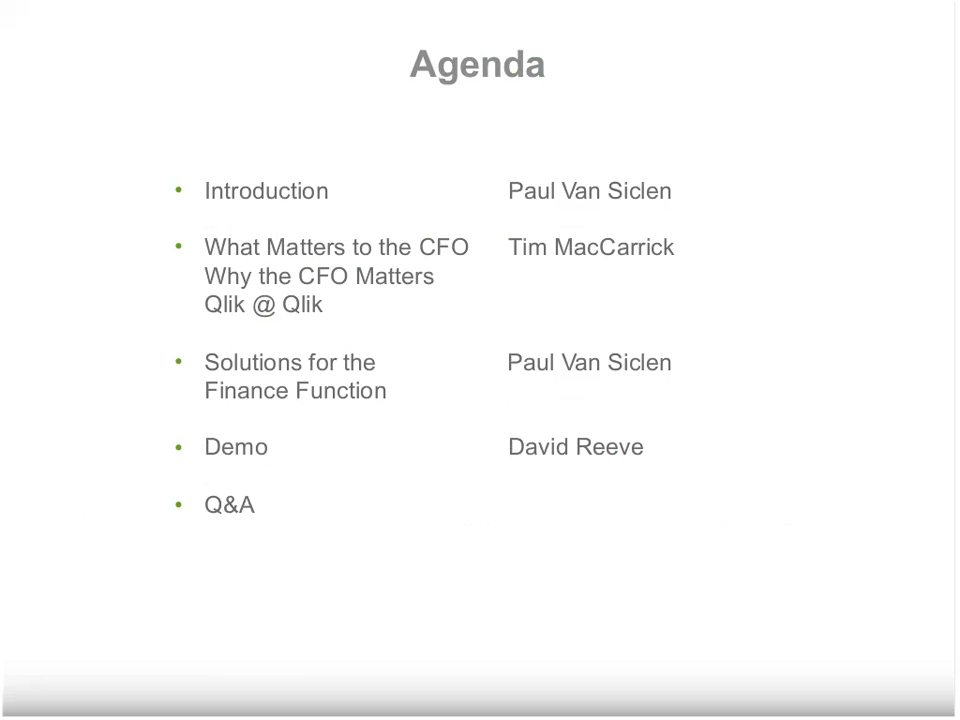 Agenda
• Introduction Paul Van Siclen
• What Matters to the CFO Tim MacCarrick
Why the CFO Matters
Qlik @ Qlik
• Solutions for the Paul Van Siclen
Finance Function
• Demo David Reeve
• Q&A